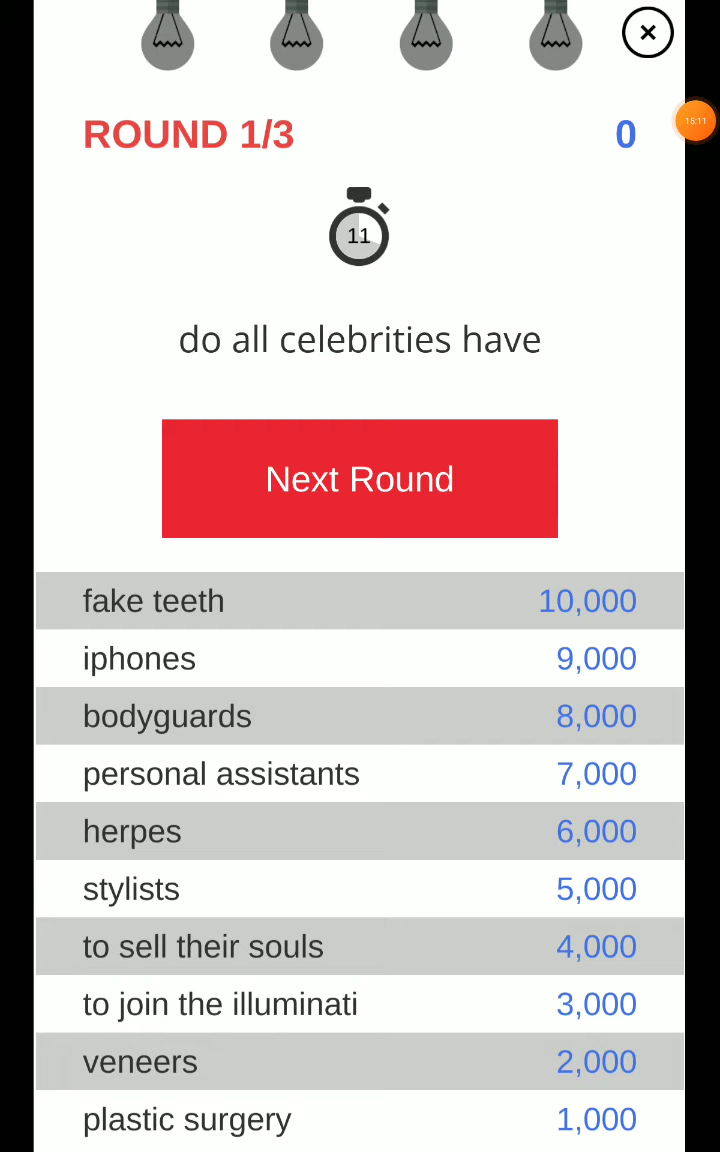 ×
ROUND 1/3 0
15:11
11
do all celebrities have
Next Round
fake teeth 10,000
iphones 9,000
bodyguards 8,000
personal assistants 7,000
herpes 6,000
stylists 5,000
to sell their souls 4,000
to join the illuminati 3,000
veneers 2,000
plastic surgery 1,000